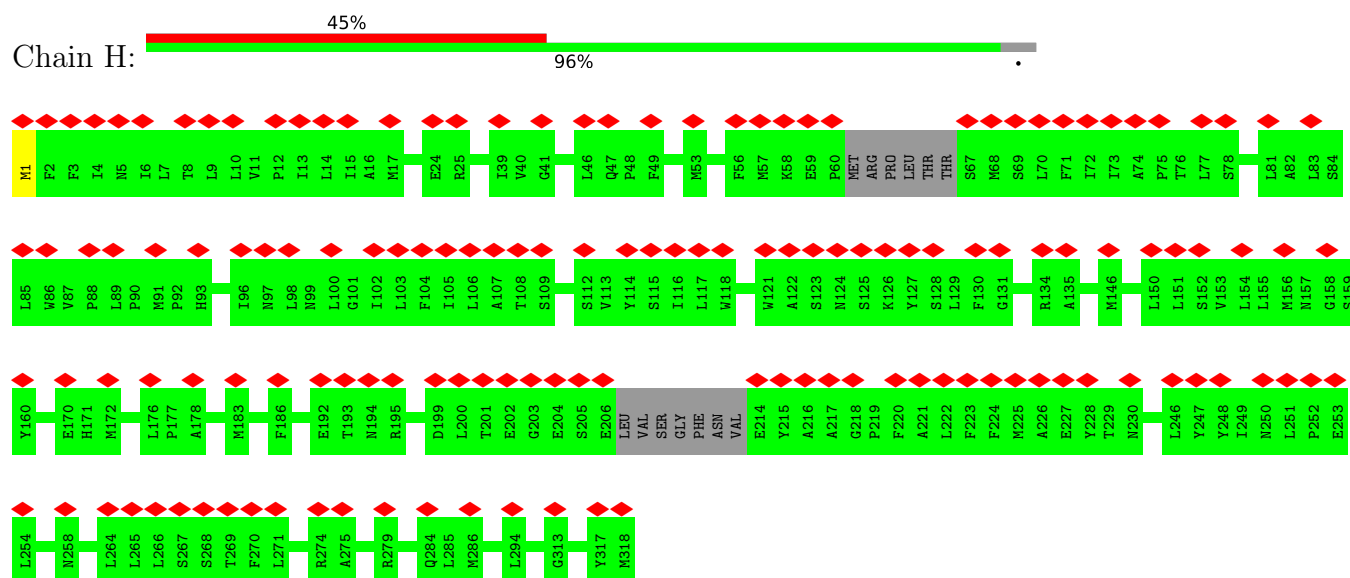 45%
Chain H:
96%
.
M1 F2 F3 I4 N5 I6 L7 T8 L9 L10 V11 P12 I13 L14 I15 A16 M17 E24 R25 I39 V40 G41 L46 Q47 P48 F49 M53 F56 M57 K58 E59 P60 MET ARG PRO LEU THR THR S67 M68 S69 L70 F71 I72 I73 A74 P75 T76 L77 S78 L81 A82 L83 S84
L85 W86 V87 P88 L89 P90 M91 P92 H93 I96 N97 L98 N99 L100 G101 I102 L103 F104 I105 L106 A107 T108 S109 S112 V113 Y114 S115 I116 L117 W118 W121 A122 S123 N124 S125 K126 Y127 S128 L129 F130 G131 R134 A135 M146 L150 L151 S152 V153 L154 L155 M156 N157 G158 S159
Y160 E170 H171 M172 L176 P177 A178 M183 F186 E192 T193 N194 R195 D199 L200 T201 E202 G203 E204 S205 E206 LEU VAL SER GLY PHE ASN VAL E214 Y215 A216 A217 G218 P219 F220 A221 L222 F223 F224 M225 A226 E227 Y228 T229 N230 L246 Y247 Y248 I249 N250 L251 P252 E253
L254 N258 L264 L265 L266 S267 S268 T269 F270 L271 R274 A275 R279 Q284 L285 M286 L294 G313 Y317 M318